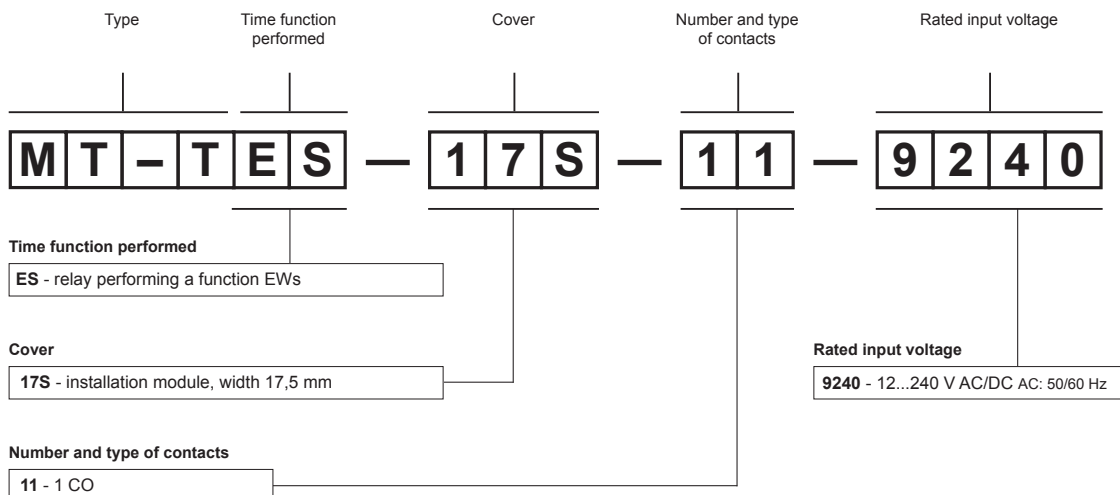 Type
Time function
performed
Cover
Number and type
of contacts
Rated input voltage
MT–TES — 17S — 11 — 9240
Time function performed
ES - relay performing a function EWs
Cover
17S - installation module, width 17,5 mm
Rated input voltage
9240 - 12...240 V AC/DC AC: 50/60 Hz
Number and type of contacts
11 - 1 CO